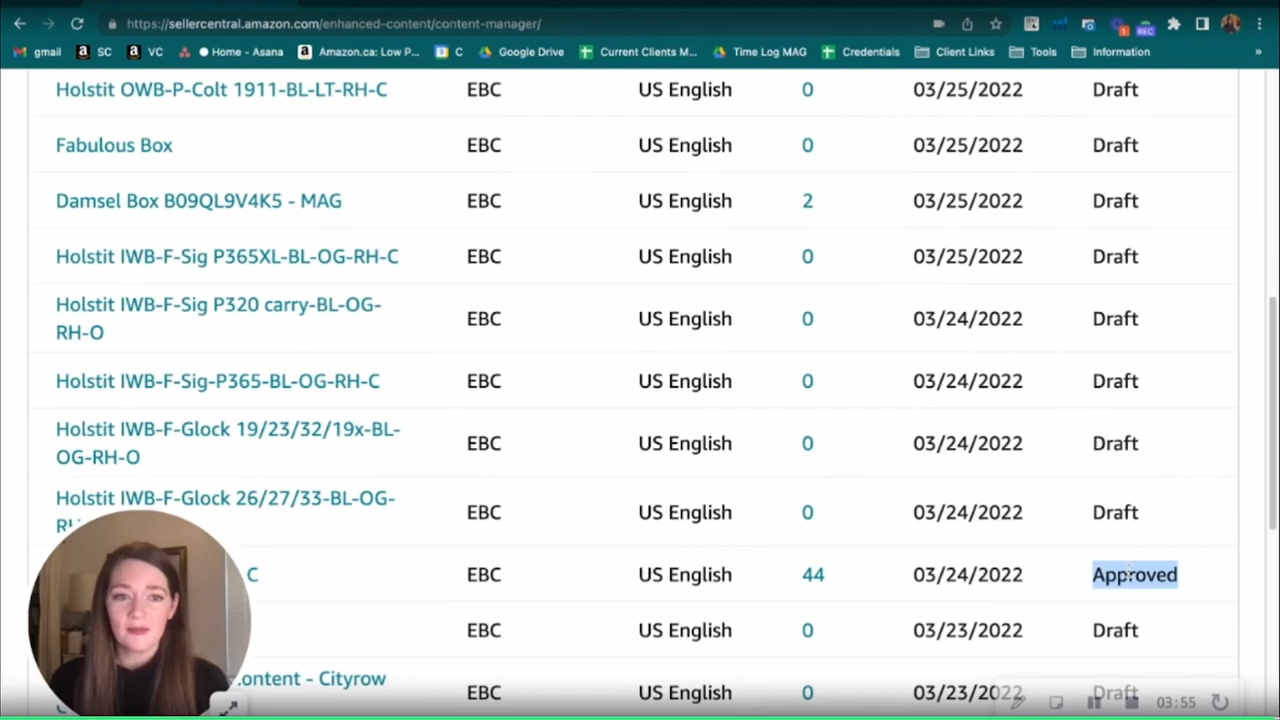 https://sellercentral.amazon.com/enhanced-content/content-manager/
1
REC
gmail SC VC Home - Asana Amazon.ca: Low P... C Google Drive Current Clients M... Time Log MAG Credentials Client Links Tools Information »
Holstit OWB-P-Colt 1911-BL-LT-RH-C EBC US English 0 03/25/2022 Draft
Fabulous Box EBC US English 0 03/25/2022 Draft
Damsel Box B09QL9V4K5 - MAG EBC US English 2 03/25/2022 Draft
Holstit IWB-F-Sig P365XL-BL-OG-RH-C EBC US English 0 03/25/2022 Draft
Holstit IWB-F-Sig P320 carry-BL-OG-
RH-O EBC US English 0 03/24/2022 Draft
Holstit IWB-F-Sig-P365-BL-OG-RH-C EBC US English 0 03/24/2022 Draft
Holstit IWB-F-Glock 19/23/32/19x-BL-
OG-RH-O EBC US English 0 03/24/2022 Draft
Holstit IWB-F-Glock 26/27/33-BL-OG-
EBC US English 0 03/24/2022 Draft
C EBC US English 44 03/24/2022 Approved
EBC US English 0 03/23/2022 Draft
ontent - Cityrow
EBC US English 0 03/23/2022 Draft
03:55